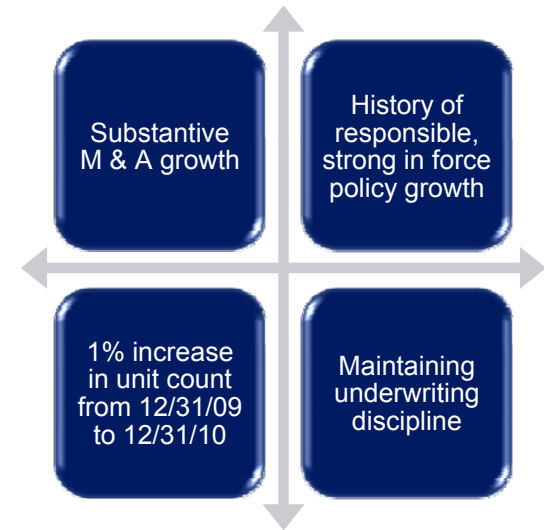 Substantive
M & A growth
History of
responsible,
strong in force
policy growth
1% increase
in unit count
from 12/31/09
to 12/31/10
Maintaining
underwriting
discipline